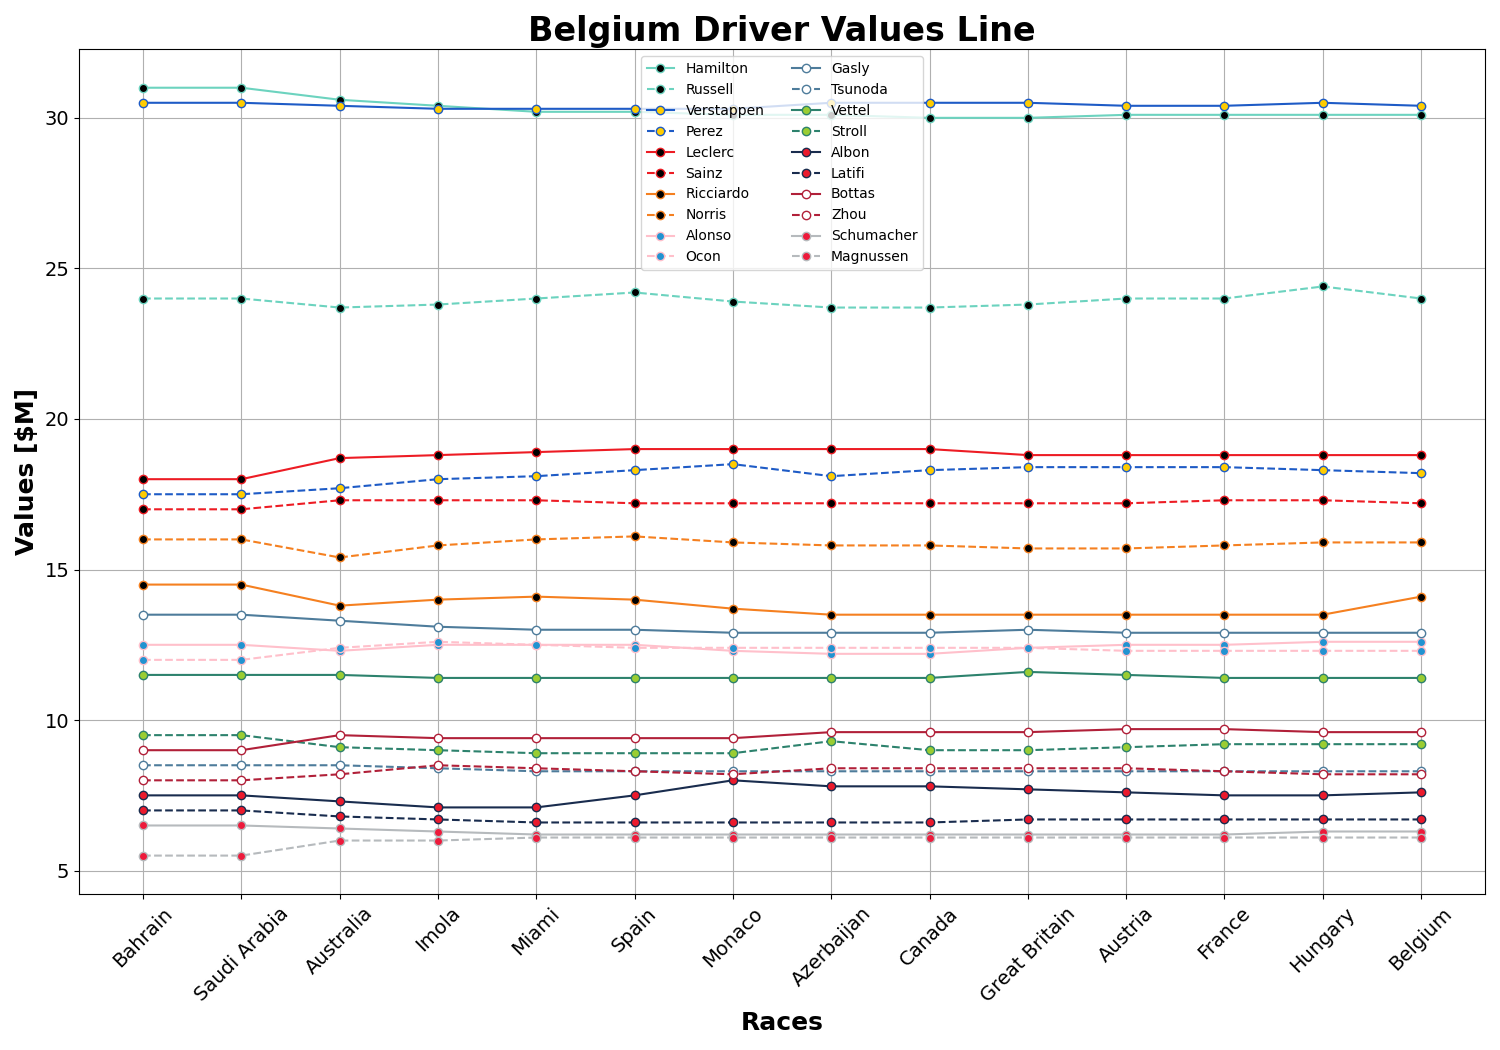 Belgium Driver Values Line
Hamilton
Russell
Verstappen
Perez
Leclerc
Sainz
Ricciardo
Norris
Alonso
Ocon
Gasly
Tsunoda
Vettel
Stroll
Albon
Latifi
Bottas
Zhou
Schumacher
Magnussen
Values [$M]
30
25
20
15
10
5
Bahrain
Saudi Arabia
Australia
Imola
Miami
Spain
Monaco
Azerbaijan
Canada
Great Britain
Austria
France
Hungary
Belgium
Races